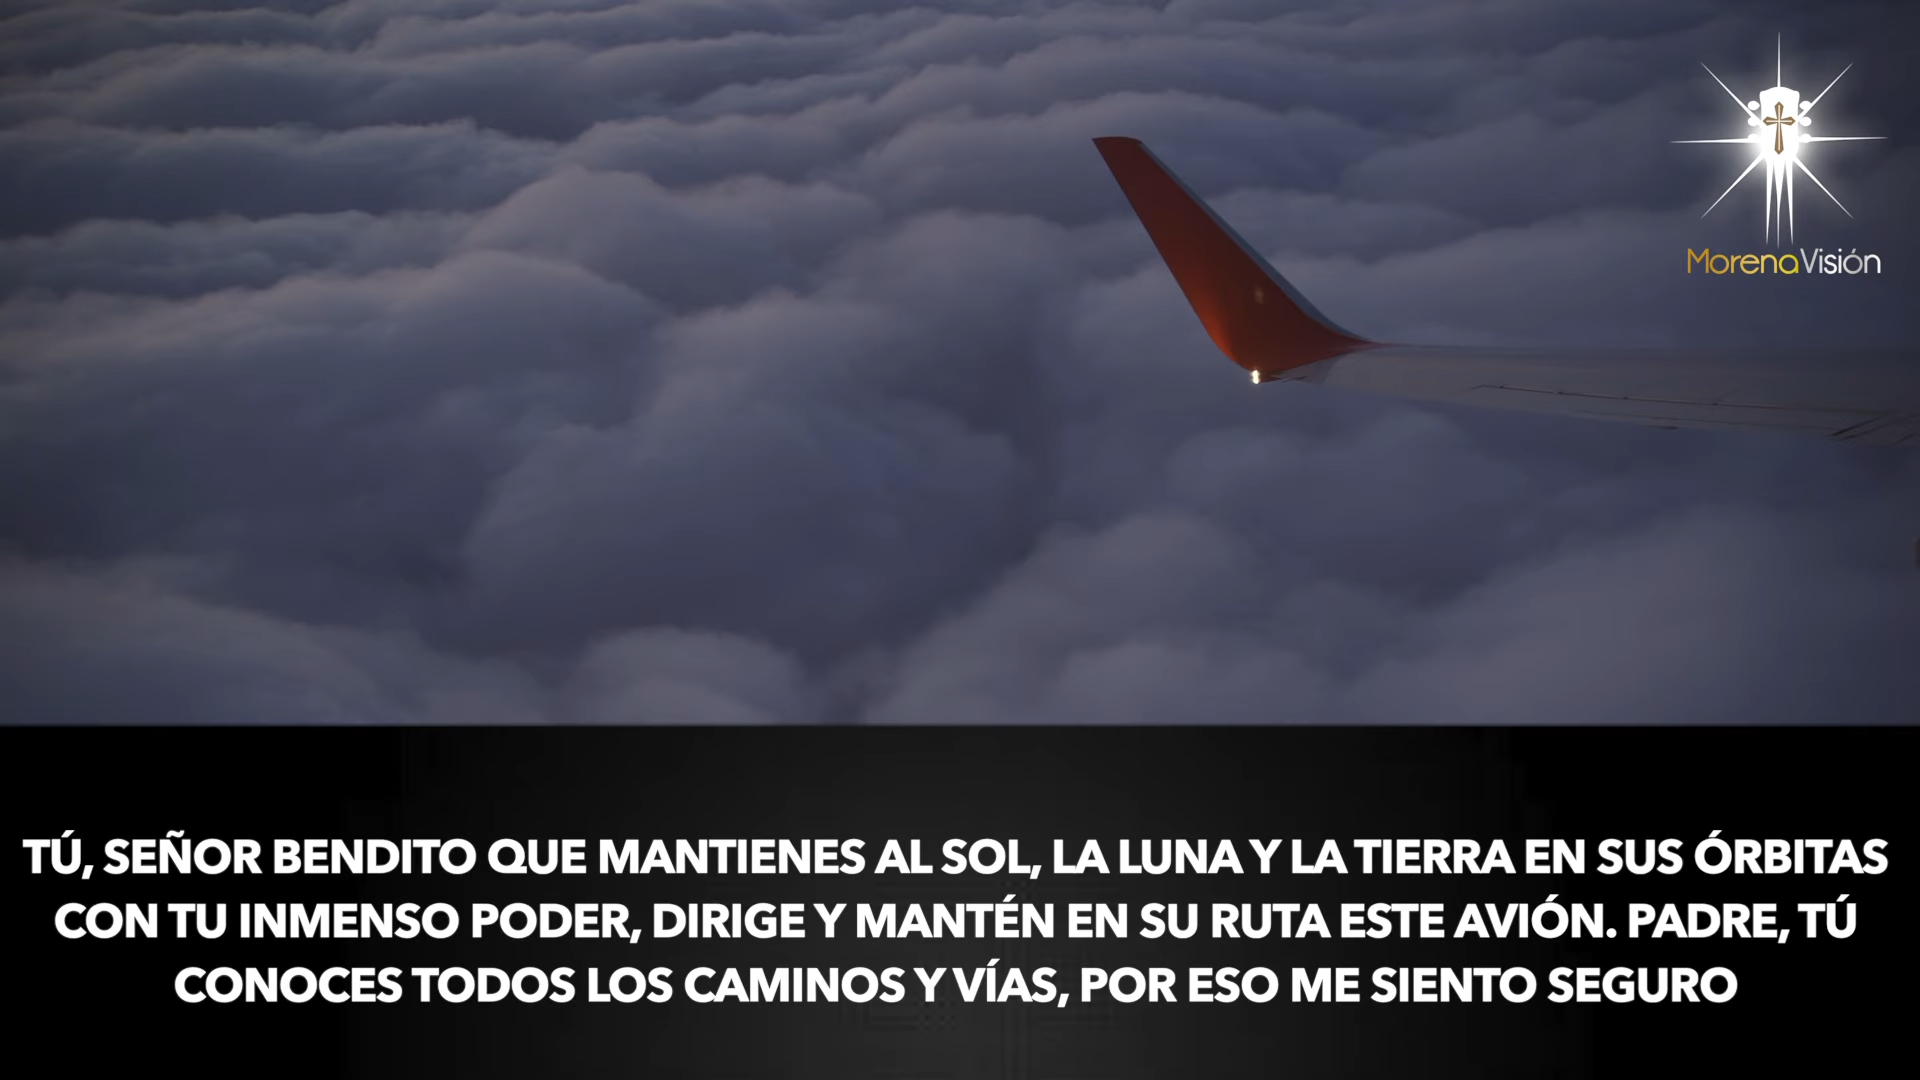 MorenaVisión
TÚ, SEÑOR BENDITO QUE MANTIENES AL SOL, LA LUNA Y LA TIERRA EN SUS ÓRBITAS
CON TU INMENSO PODER, DIRIGE Y MANTÉN EN SU RUTA ESTE AVIÓN. PADRE, TÚ
CONOCES TODOS LOS CAMINOS Y VÍAS, POR ESO ME SIENTO SEGURO